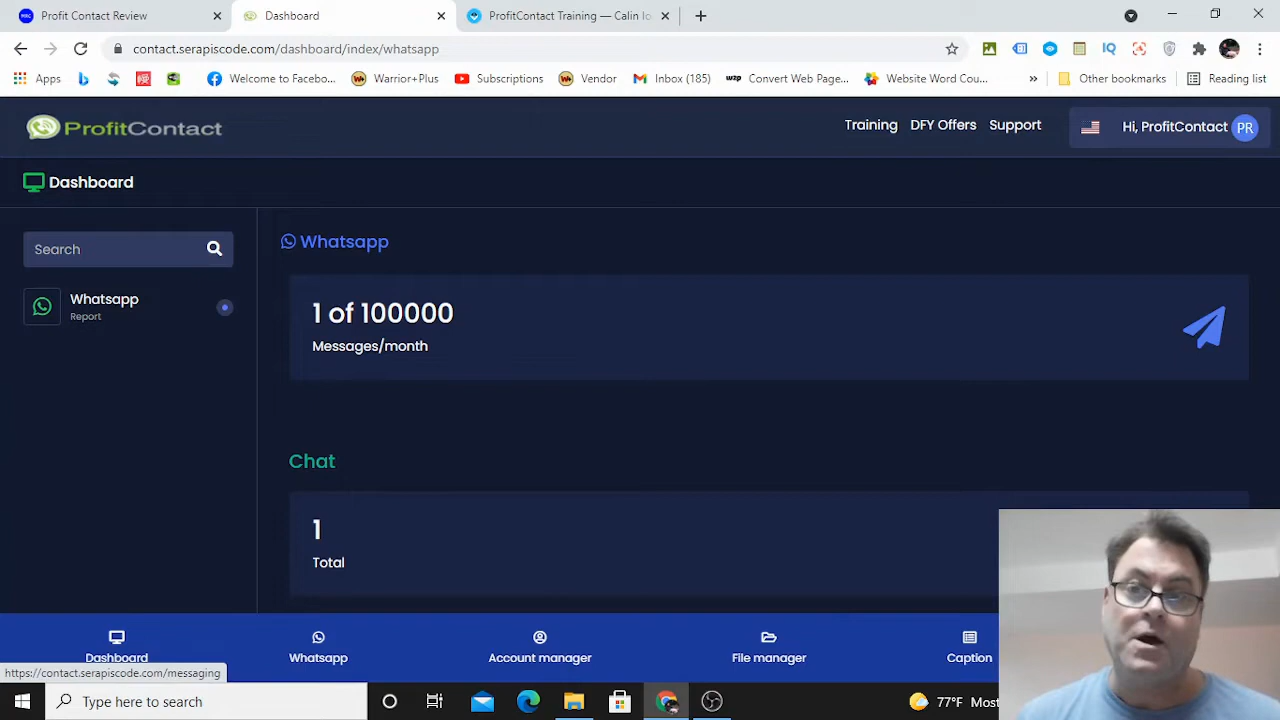 Profit Contact Review
Dashboard
ProfitContact Training — Calin Io
contact.serapiscode.com/dashboard/index/whatsapp
Apps
Welcome to Facebo...
Warrior+Plus
Subscriptions
Vendor
Inbox (185)
Convert Web Page...
Website Word Cou...
»
Other bookmarks
Reading list
ProfitContact
Training
DFY Offers
Support
Hi, ProfitContact
PR
Dashboard
Search
Whatsapp
Report
Whatsapp
1 of 100000
Messages/month
Chat
1
Total
Dashboard
Whatsapp
Account manager
File manager
Caption
https://contact.serapiscode.com/messaging
Type here to search
77°F Most